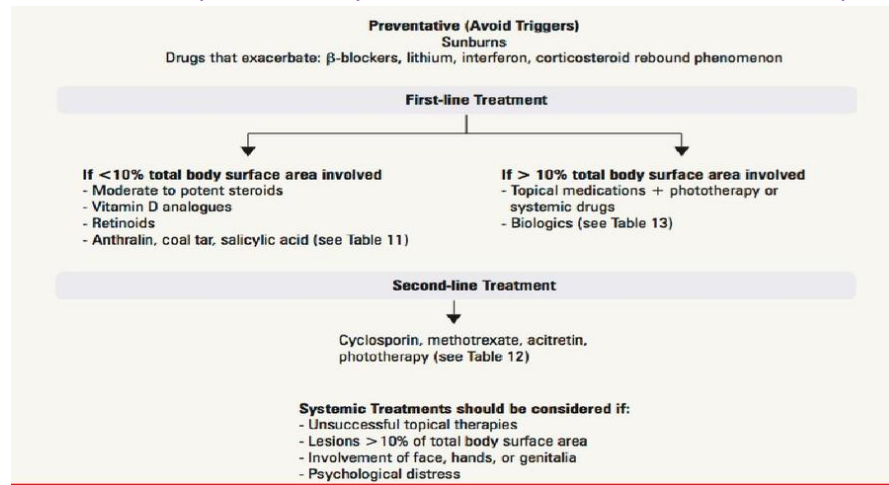 Preventative (Avoid Triggers)
Sunburns
Drugs that exacerbate: β-blockers, lithium, interferon, corticosteroid rebound phenomenon
First-line Treatment
If <10% total body surface area involved
- Moderate to potent steroids
- Vitamin D analogues
- Retinoids
- Anthralin, coal tar, salicylic acid (see Table 11)
If > 10% total body surface area involved
- Topical medications + phototherapy or
systemic drugs
- Biologics (see Table 13)
Second-line Treatment
Cyclosporin, methotrexate, acitretin,
phototherapy (see Table 12)
Systemic Treatments should be considered if:
- Unsuccessful topical therapies
- Lesions >10% of total body surface area
- Involvement of face, hands, or genitalia
- Psychological distress